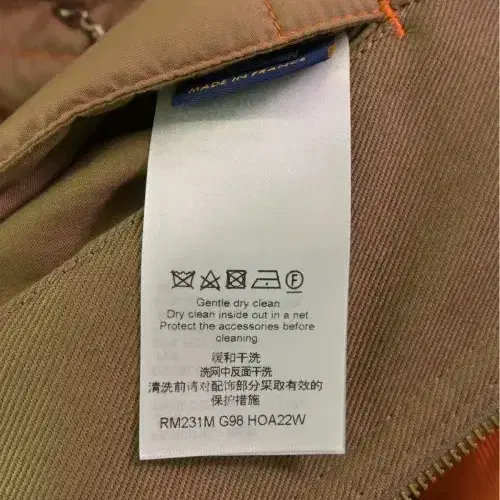 MADE IN FRANCE
Gentle dry clean
Dry clean inside out in a net
Protect the accessories before
cleaning
缓和干洗
洗网中反面干洗
清洗前请对配饰部分采取有效的
保护措施
RM231M G98 HOA22W